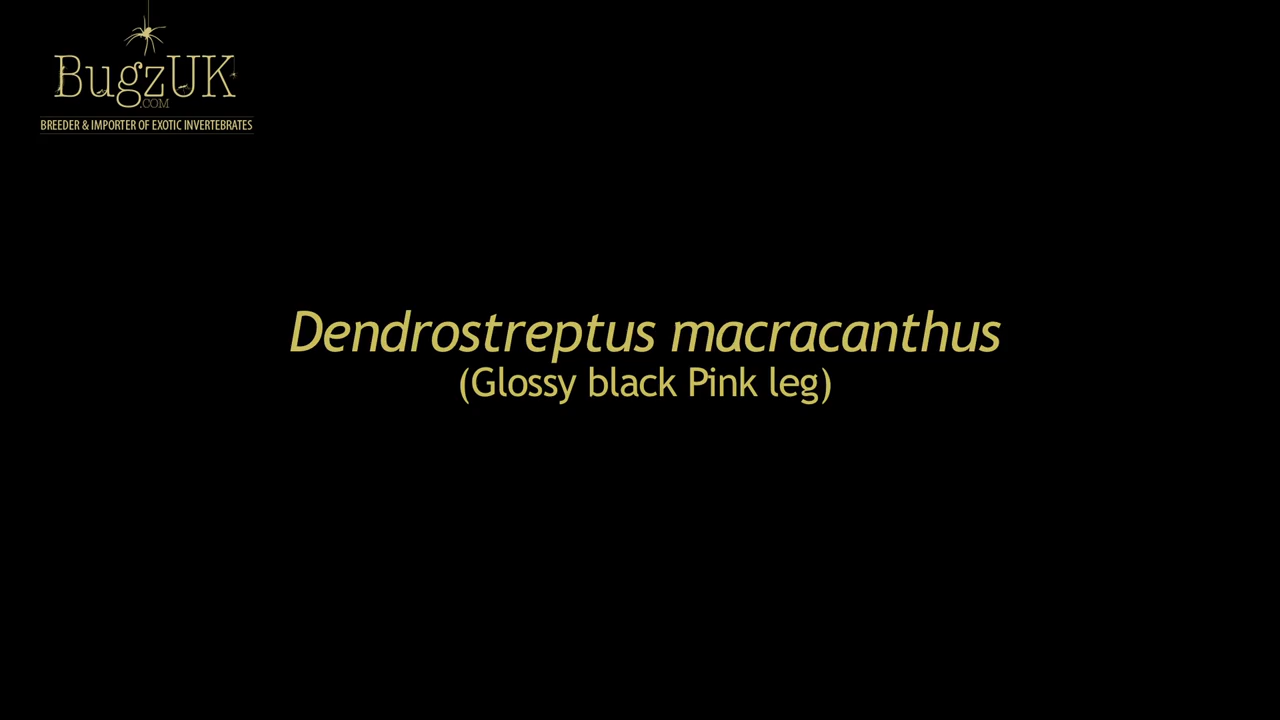 BugzUK
.COM
BREEDER & IMPORTER OF EXOTIC INVERTEBRATES
Dendrostreptus macracanthus
(Glossy black Pink leg)